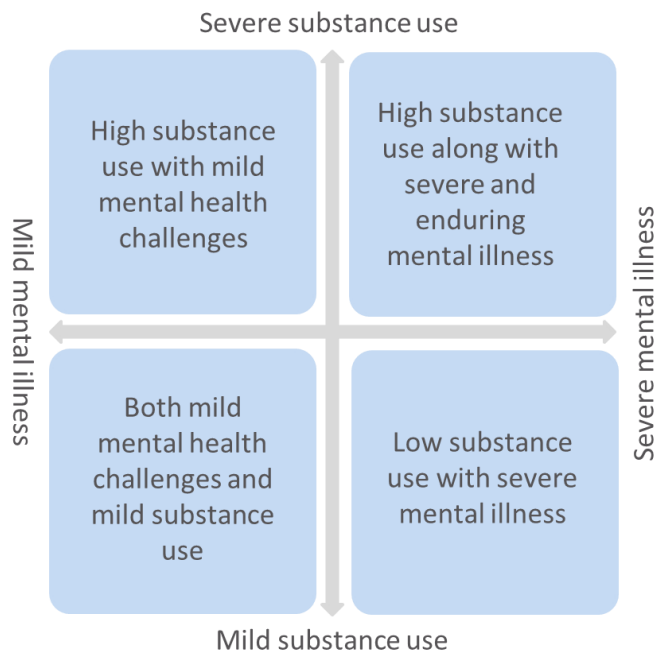 Severe substance use
High substance
use with mild
mental health
challenges
High substance
use along with
severe and
enduring
mental illness
Mild mental illness
Severe mental illness
Both mild
mental health
challenges and
mild substance
use
Low substance
use with severe
mental illness
Mild substance use